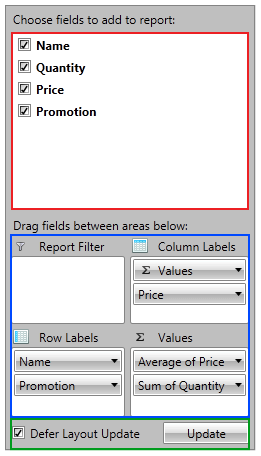 Choose fields to add to report:
Name
Quantity
Price
Promotion
Drag fields between areas below:
Report Filter
Column Labels
Σ Values
Price
Row Labels
Σ Values
Name
Average of Price
Promotion
Sum of Quantity
Defer Layout Update
Update